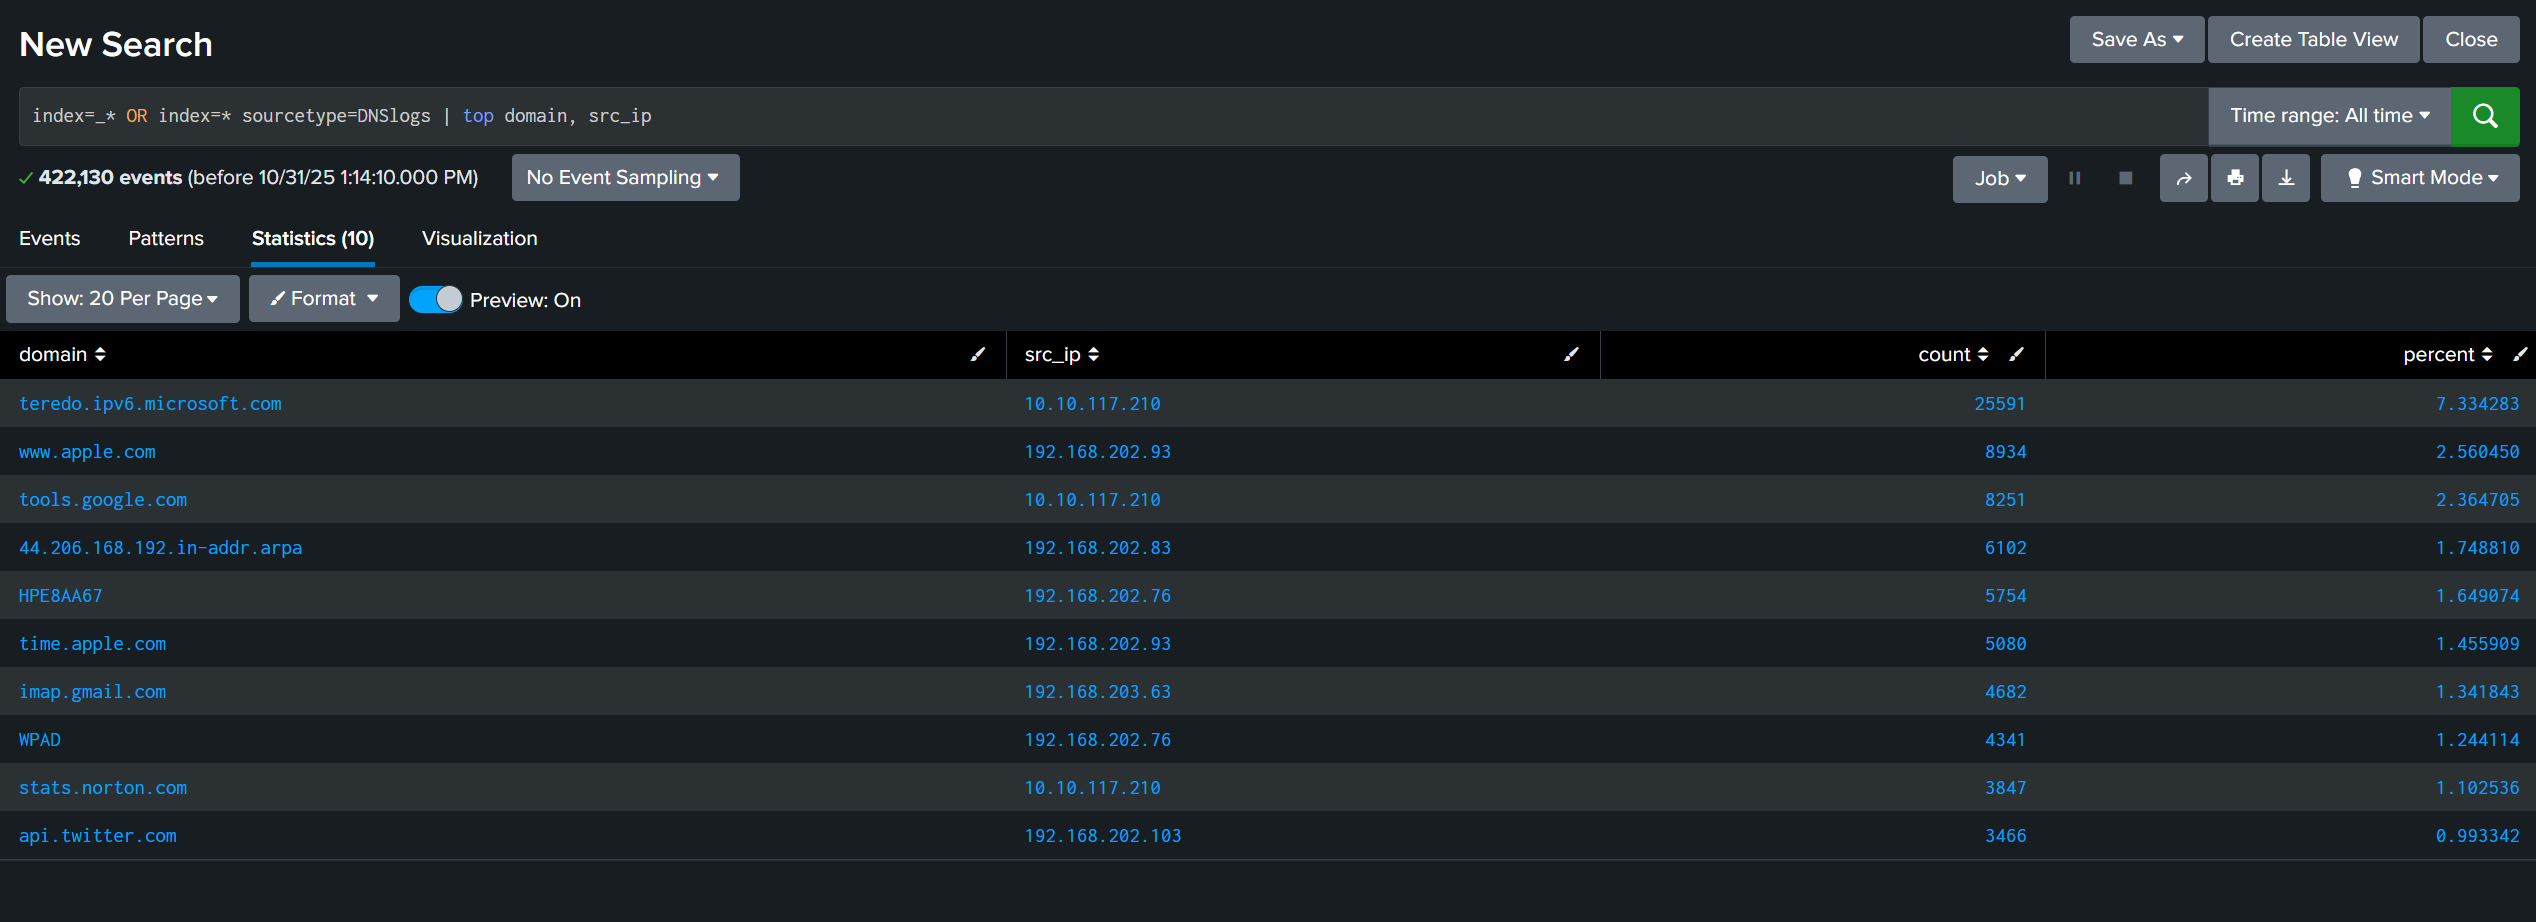 New Search
Save As
Create Table View
Close
index=_* OR index=* sourcetype=DNSlogs | top domain, src_ip
Time range: All time
422,130 events (before 10/31/25 1:14:10.000 PM)
No Event Sampling
Job
Smart Mode
Events Patterns Statistics (10) Visualization
Show: 20 Per Page
Format
Preview: On
domain src_ip count percent
teredo.ipv6.microsoft.com 10.10.117.210 25591 7.334283
www.apple.com 192.168.202.93 8934 2.560450
tools.google.com 10.10.117.210 8251 2.364705
44.206.168.192.in-addr.arpa 192.168.202.83 6102 1.748810
HPE8AA67 192.168.202.76 5754 1.649074
time.apple.com 192.168.202.93 5080 1.455909
imap.gmail.com 192.168.203.63 4682 1.341843
WPAD 192.168.202.76 4341 1.244114
stats.norton.com 10.10.117.210 3847 1.102536
api.twitter.com 192.168.202.103 3466 0.993342